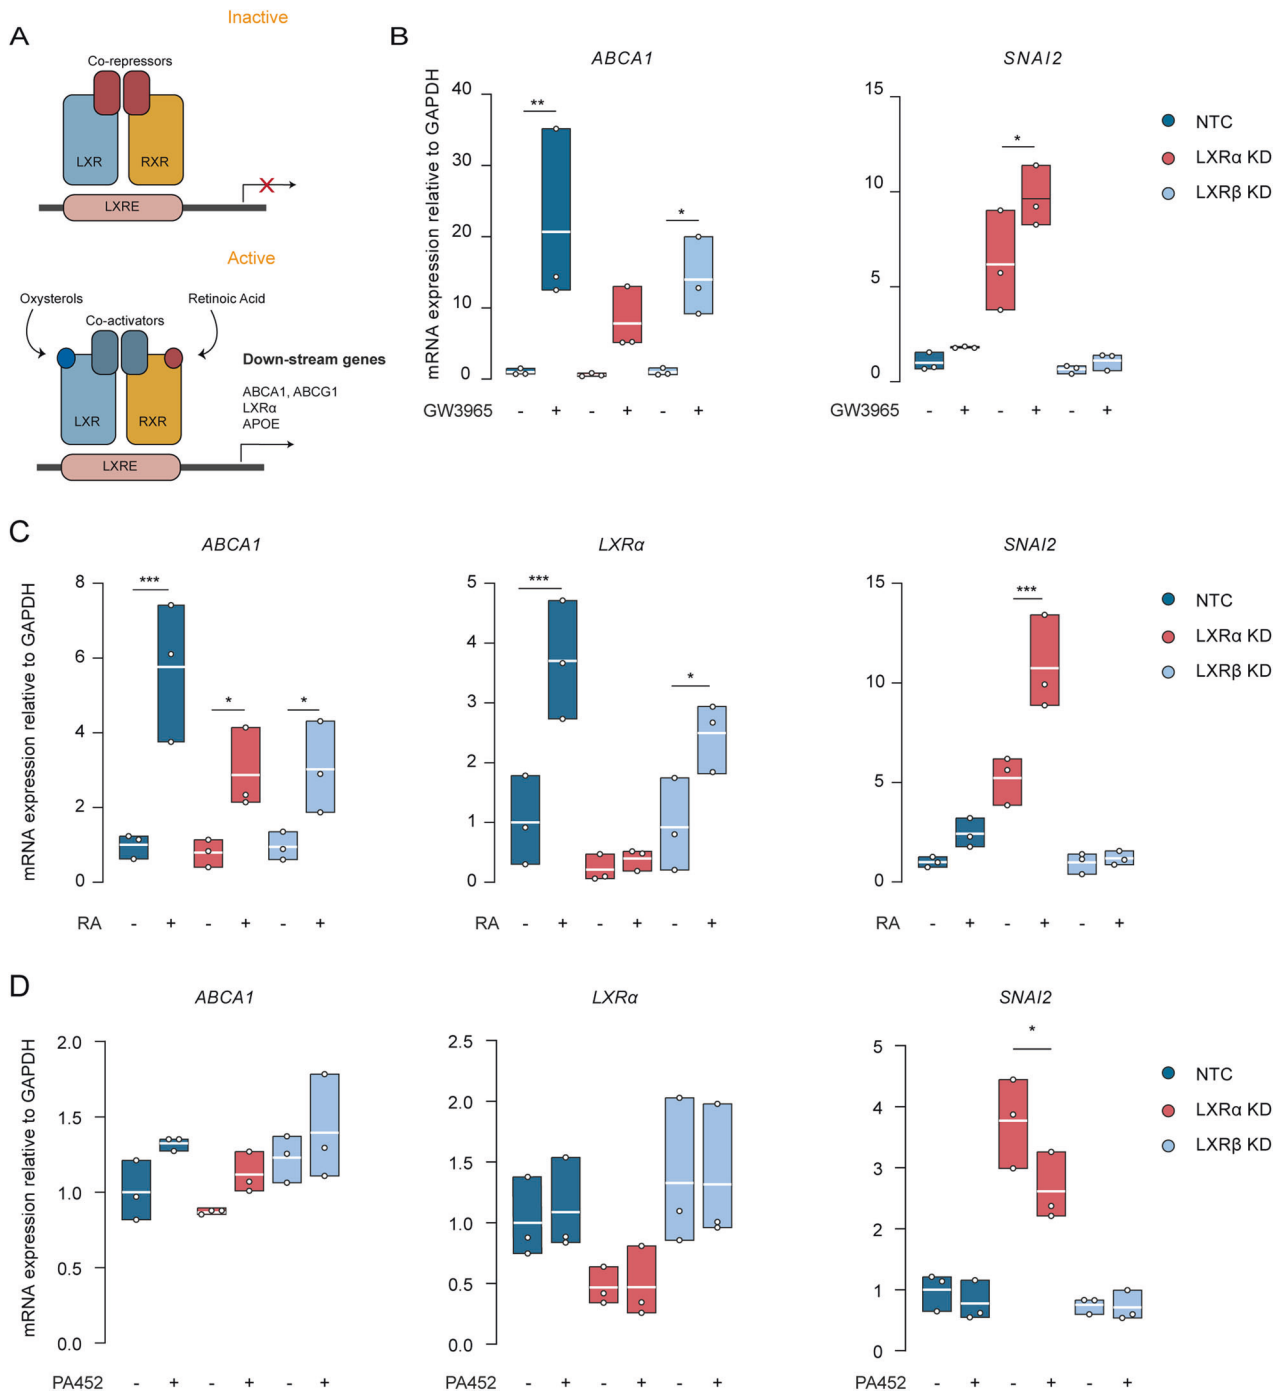 A
Inactive
Co-repressors
LXR
RXR
LXRE
Active
Oxysterols
Retinoic Acid
Co-activators
LXR
RXR
LXRE
Down-stream genes
ABCA1, ABCG1
LXRα
APOE
B
ABCA1
mRNA expression relative to GAPDH
40
30
20
10
0
**
*
GW3965 - + - + - +
SNAI2
15
10
5
0
*
GW3965 - + - + - +
NTC
LXRα KD
LXRβ KD
C
ABCA1
mRNA expression relative to GAPDH
8
6
4
2
0
***
*
*
RA - + - + - +
LXRα
5
4
3
2
1
0
***
*
RA - + - + - +
SNAI2
15
10
5
0
***
RA - + - + - +
NTC
LXRα KD
LXRβ KD
D
ABCA1
mRNA expression relative to GAPDH
2.0
1.5
1.0
0.5
0.0
PA452 - + - + - +
LXRα
2.5
2.0
1.5
1.0
0.5
0.0
PA452 - + - + - +
SNAI2
5
4
3
2
1
0
*
PA452 - + - + - +
NTC
LXRα KD
LXRβ KD